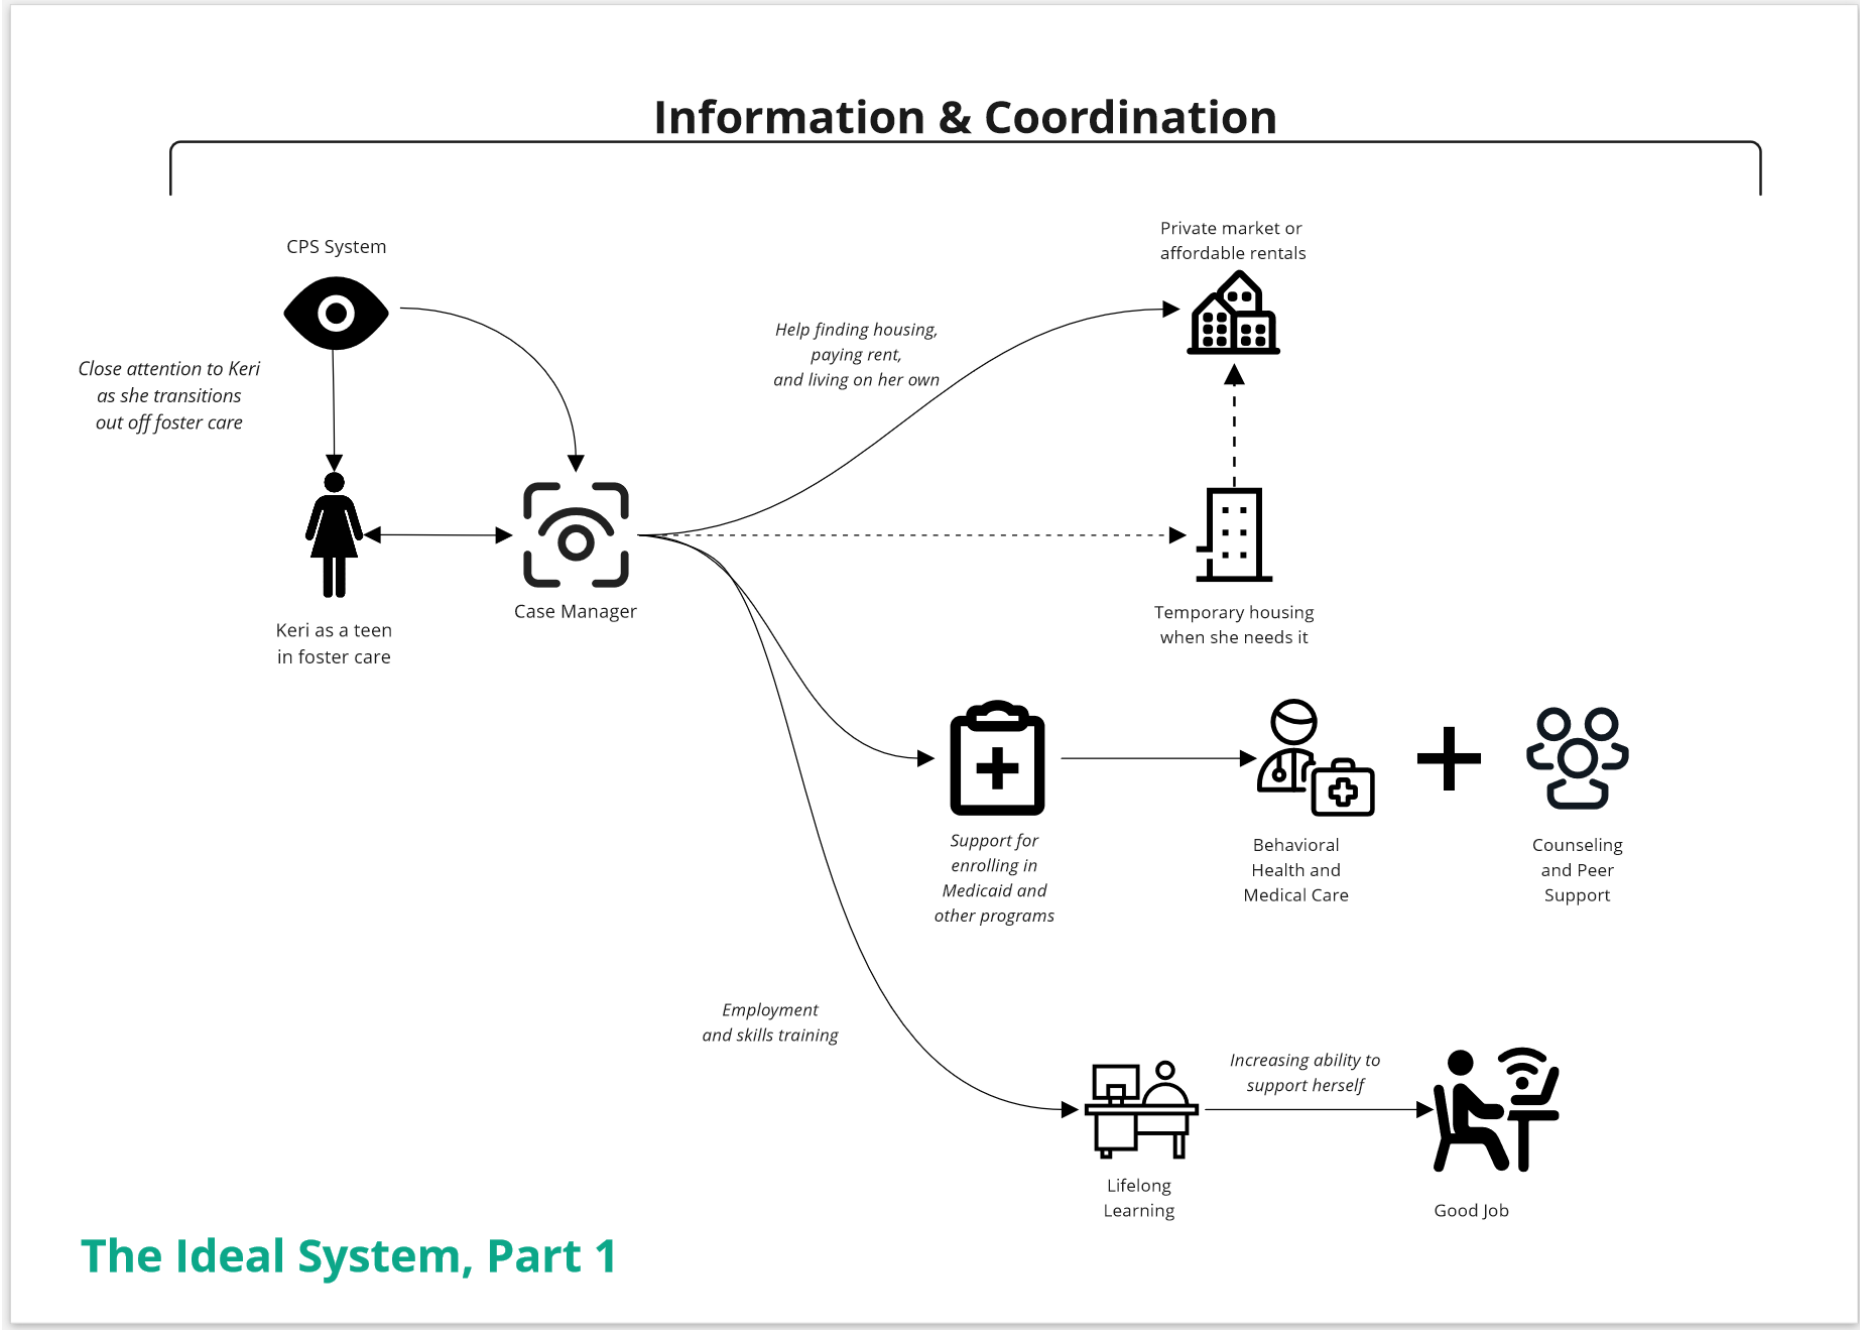 Information & Coordination
CPS System
Close attention to Keri
as she transitions
out off foster care
Keri as a teen
in foster care
Case Manager
Help finding housing,
paying rent,
and living on her own
Private market or
affordable rentals
Temporary housing
when she needs it
Support for
enrolling in
Medicaid and
other programs
Behavioral
Health and
Medical Care
Counseling
and Peer
Support
Employment
and skills training
Lifelong
Learning
Increasing ability to
support herself
Good Job
The Ideal System, Part 1